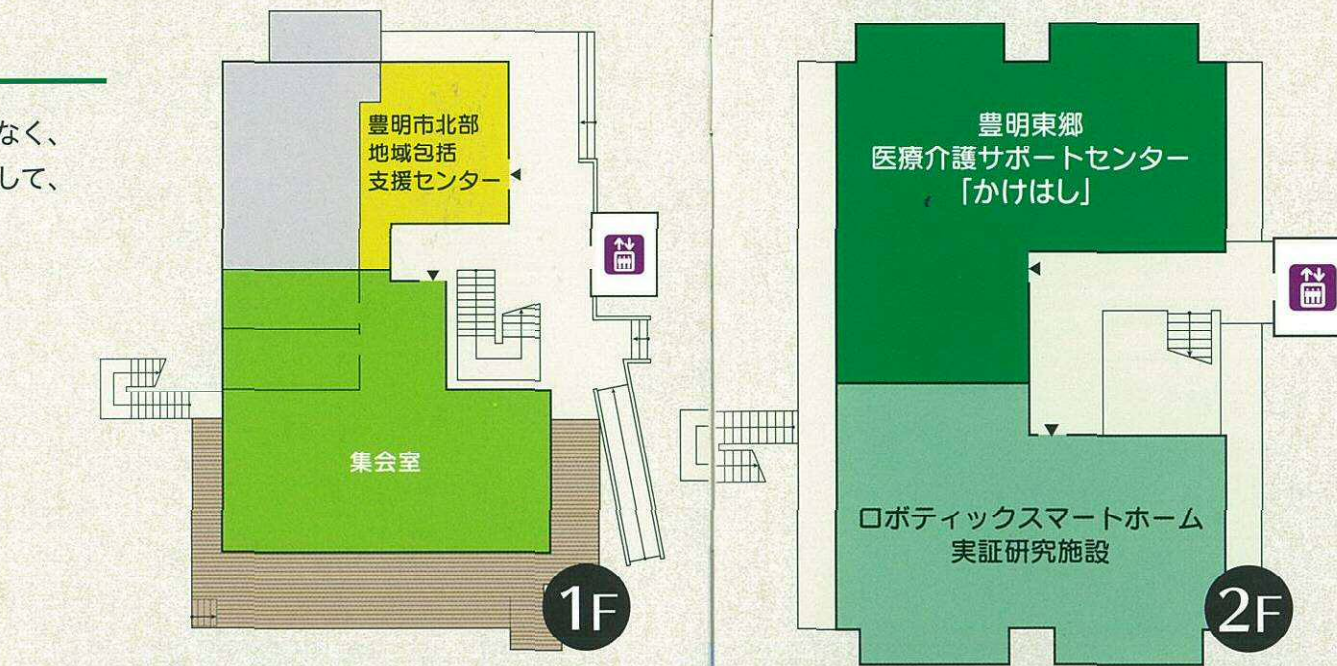 なく、
して、
豊明市北部
地域包括
支援センター
集会室
1F
豊明東郷
医療介護サポートセンター
「かけはし」
ロボティックスマートホーム
実証研究施設
2F